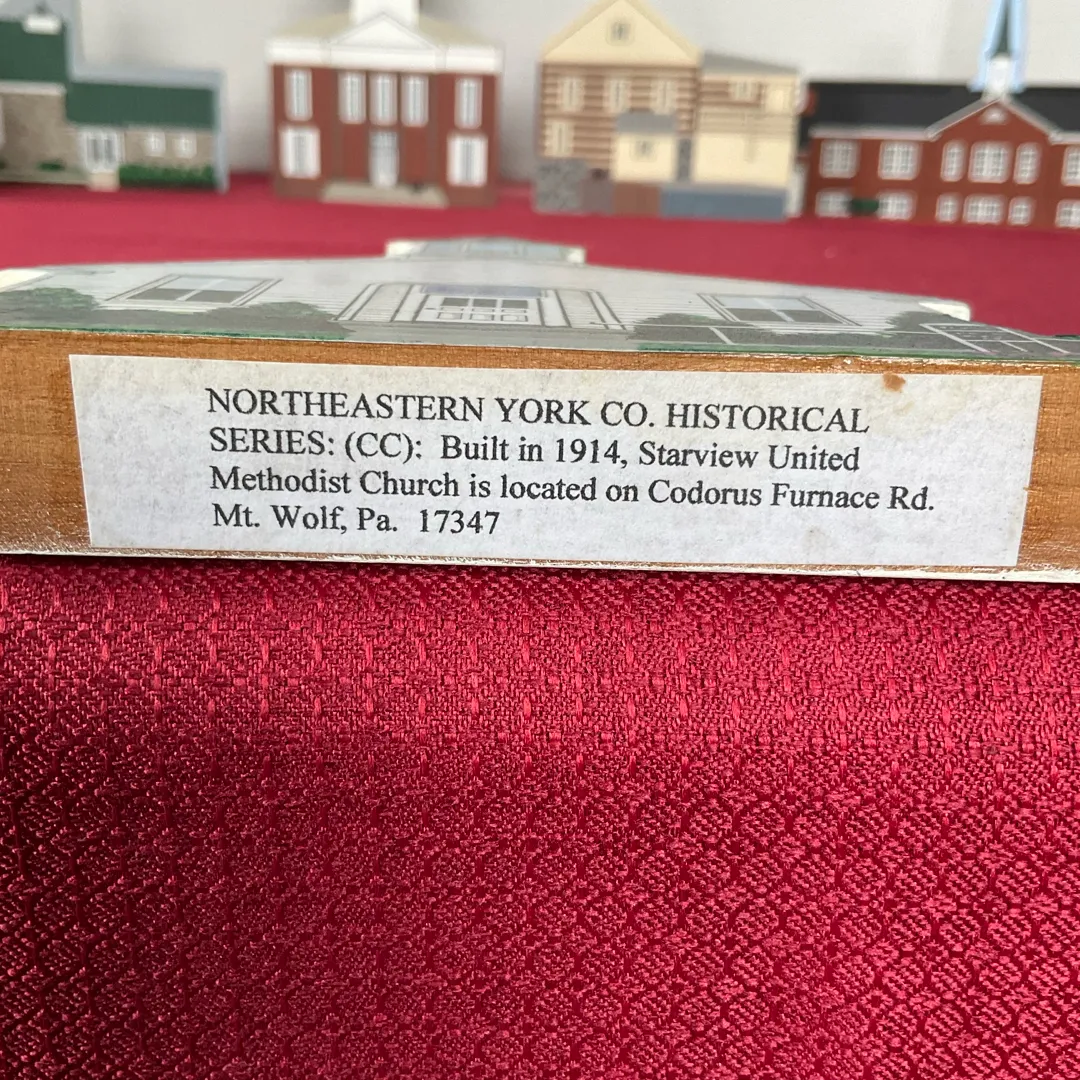 NORTHEASTERN YORK CO. HISTORICAL
SERIES: (CC): Built in 1914, Starview United
Methodist Church is located on Codorus Furnace Rd.
Mt. Wolf, Pa. 17347